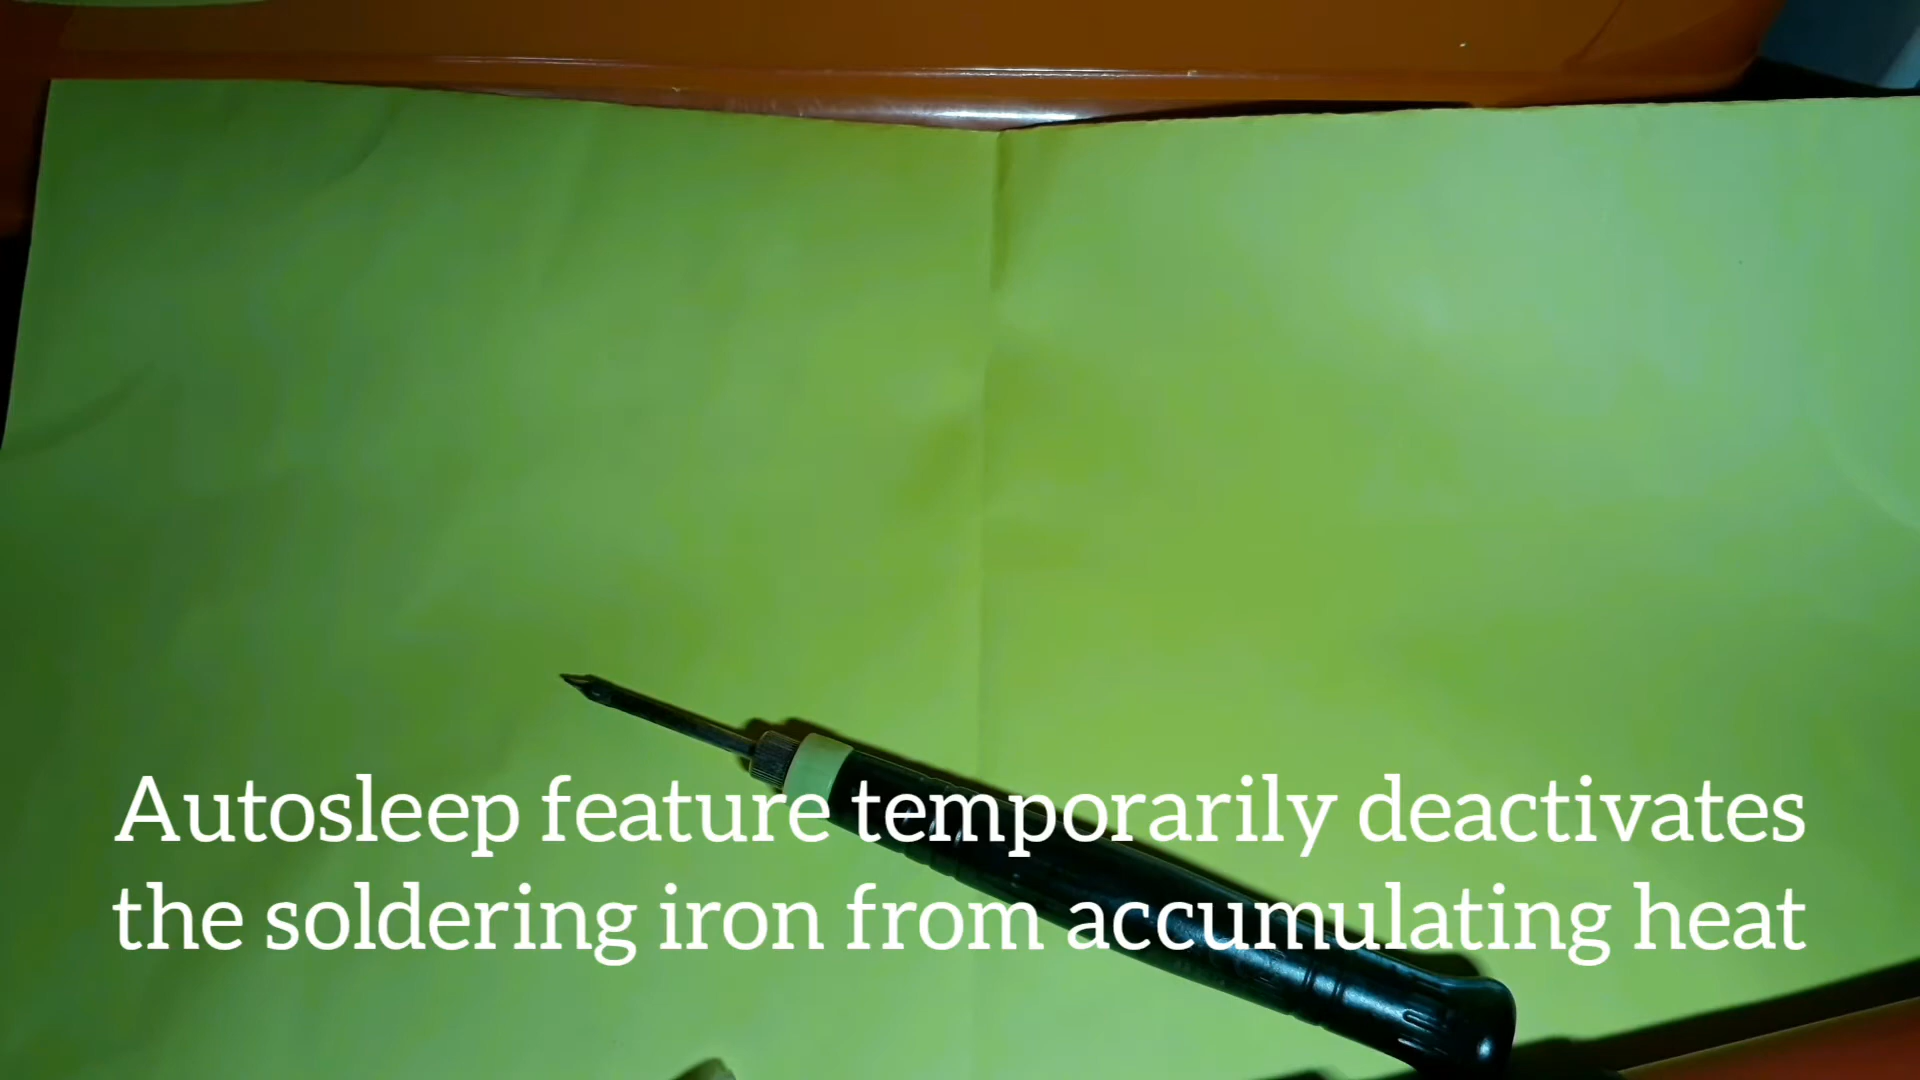 Autosleep feature temporarily deactivates
the soldering iron from accumulating heat